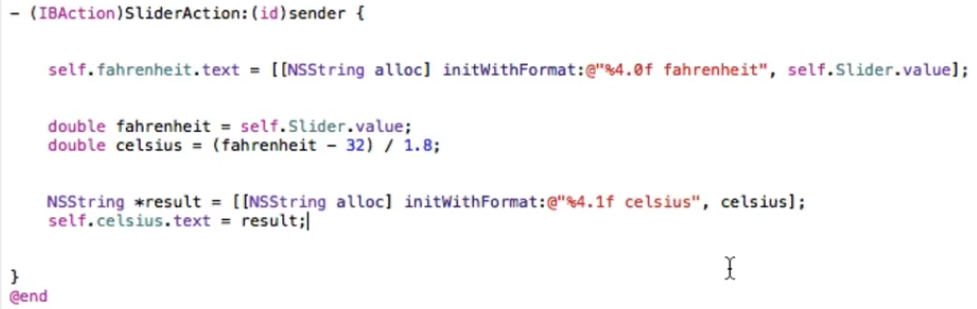 - (IBAction)SliderAction:(id)sender {
self.fahrenheit.text = [[NSString alloc] initWithFormat:@"%4.0f fahrenheit", self.Slider.value];
double fahrenheit = self.Slider.value;
double celsius = (fahrenheit - 32) / 1.8;
NSString *result = [[NSString alloc] initWithFormat:@"%4.1f celsius", celsius];
self.celsius.text = result;
}
@end